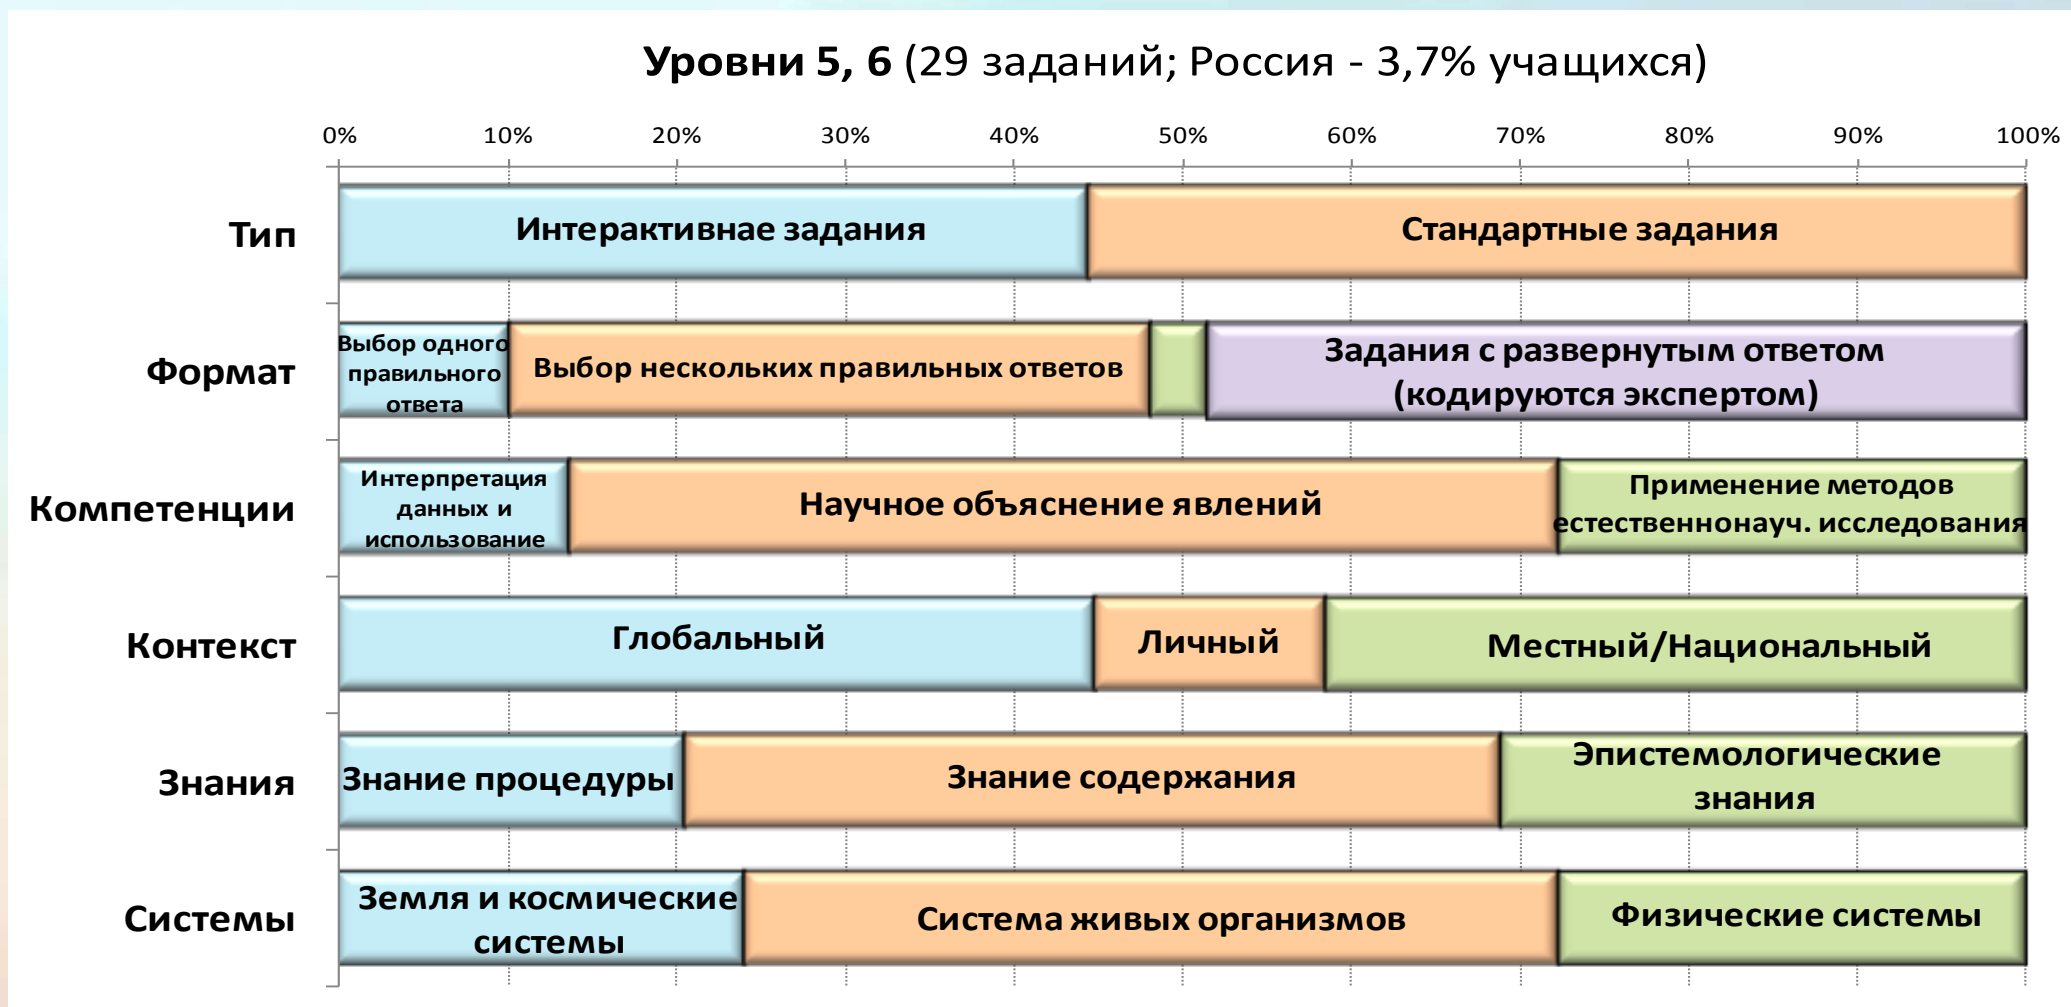 Уровни 5, 6 (29 заданий; Россия - 3,7% учащихся)
0% 10% 20% 30% 40% 50% 60% 70% 80% 90% 100%
Тип
Интерактивнае задания
Стандартные задания
Формат
Выбор одного
правильного
ответа
Выбор нескольких правильных ответов
Задания с развернутым ответом
(кодируются экспертом)
Компетенции
Интерпретация
данных и
использование
Научное объяснение явлений
Применение методов
естественнонауч. исследования
Контекст
Глобальный
Личный
Местный/Национальный
Знания
Знание процедуры
Знание содержания
Эпистемологические
знания
Системы
Земля и космические
системы
Система живых организмов
Физические системы